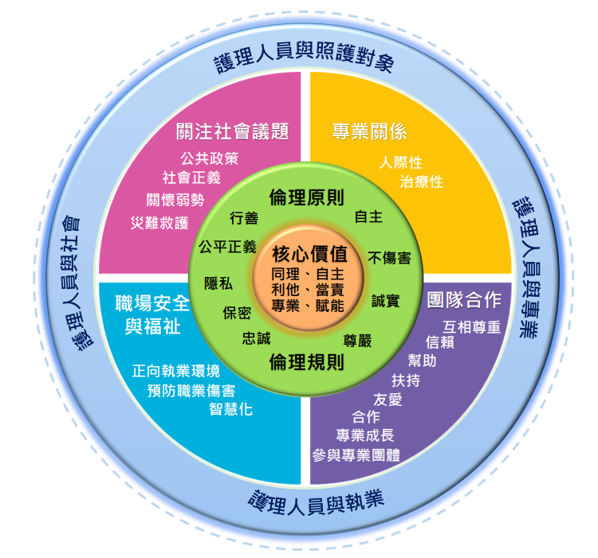 護理人員與照護對象
護理人員與專業
護理人員與執業
護理人員與社會
關注社會議題
公共政策
社會正義
關懷弱勢
災難救護
專業關係
人際性
治療性
職場安全
與福祉
正向執業環境
預防職業傷害
智慧化
團隊合作
互相尊重
信賴
幫助
扶持
友愛
合作
專業成長
參與專業團體
倫理原則
行善
自主
公平正義
不傷害
隱私
誠實
保密
忠誠
尊嚴
倫理規則
核心價值
同理、自主
利他、當責
專業、賦能